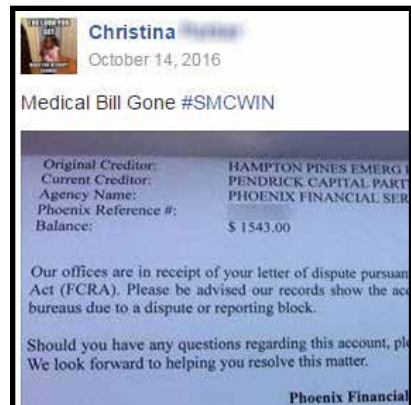 Christina
October 14, 2016
Medical Bill Gone #SMCWIN
Original Creditor: HAMPTON PINES EMERG
Current Creditor: PENDRICK CAPITAL PART
Agency Name: PHOENIX FINANCIAL SER
Phoenix Reference #:
Balance: $ 1543.00
Our offices are in receipt of your letter of dispute pursuan
Act (FCRA). Please be advised our records show the acc
bureaus due to a dispute or reporting block.
Should you have any questions regarding this account, ple
We look forward to helping you resolve this matter.
Phoenix Financial